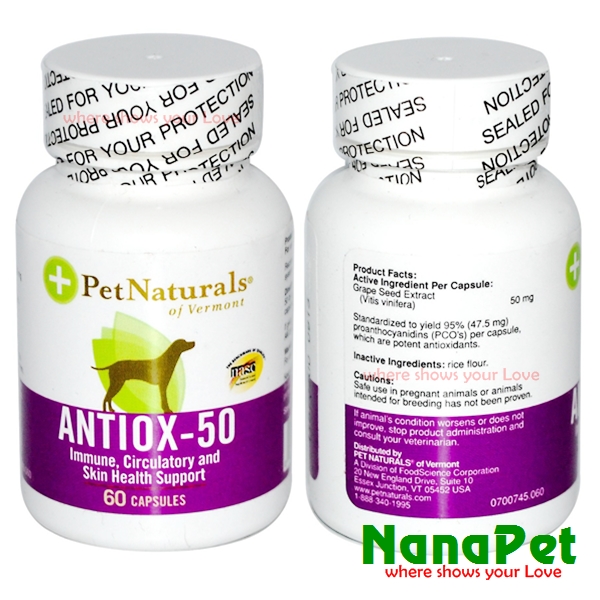 SEALED FOR YOUR PROTECTION
where shows your Love
PetNaturals®
of Vermont
nasc
ANTIOX-50
Immune, Circulatory and
Skin Health Support
60 CAPSULES
PROTECTION
SEALED FOR
Product Facts:
Active Ingredient Per Capsule:
Grape Seed Extract
(Vitis vinifera) 50 mg
Standardized to yield 95% (47.5 mg)
proanthocyanidins (PCO's) per capsule,
which are potent antioxidants.
Inactive Ingredients: rice flour.
where shows your Love
Cautions:
Safe use in pregnant animals or animals
intended for breeding has not been proven.
If animal's condition worsens or does not
improve, stop product administration and
consult your veterinarian.
Distributed by
PET NATURALS® of Vermont
A Division of FoodScience Corporation
20 New England Drive, Suite 10
Essex Junction, VT 05452 USA
www.petnaturals.com
1-888-340-1995
0700745.060
NanaPet
where shows your Love